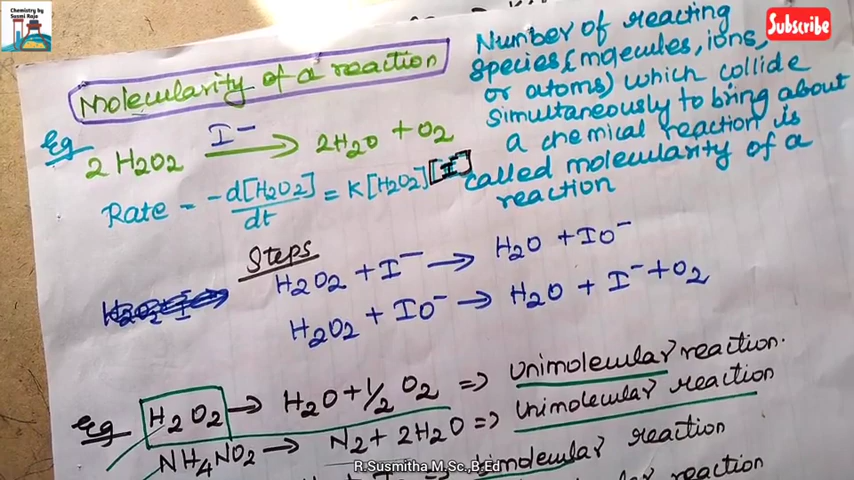 Chemistry by
Susmi Raja
Subscribe
Molecularity of a reaction
Number of reacting
species (molecules, ions,
or atoms) which collide
simultaneously to bring about
a chemical reaction is
called molecularity of a
reaction
Eg
2 H2O2 I⁻ → 2H2O + O2
Rate = -d[H2O2]/dt = K[H2O2][I⁻]
Steps
H2O2 + I⁻ → H2O + IO⁻
H2O2 + IO⁻ → H2O + I⁻ + O2
Eg H2O2 → H2O + 1/2 O2 => Unimolecular reaction.
NH4NO2 → N2 + 2H2O => Unimolecular reaction
=> bimolecular reaction
reaction
R.Susmitha M.Sc.,B.Ed